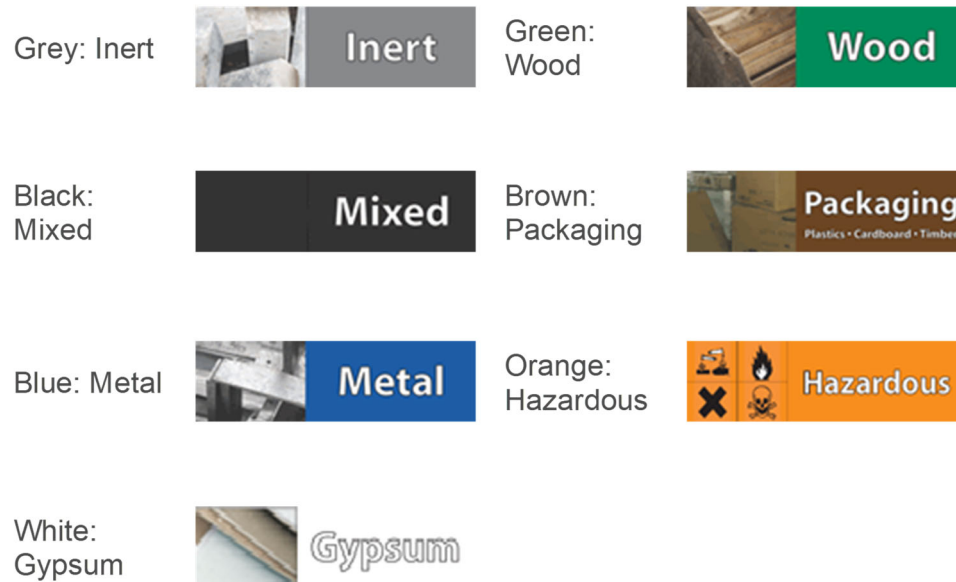 Grey: Inert
Inert
Green:
Wood
Wood
Black:
Mixed
Mixed
Brown:
Packaging
Packaging
Plastics • Cardboard • Timber
Blue: Metal
Metal
Orange:
Hazardous
Hazardous
White:
Gypsum
Gypsum